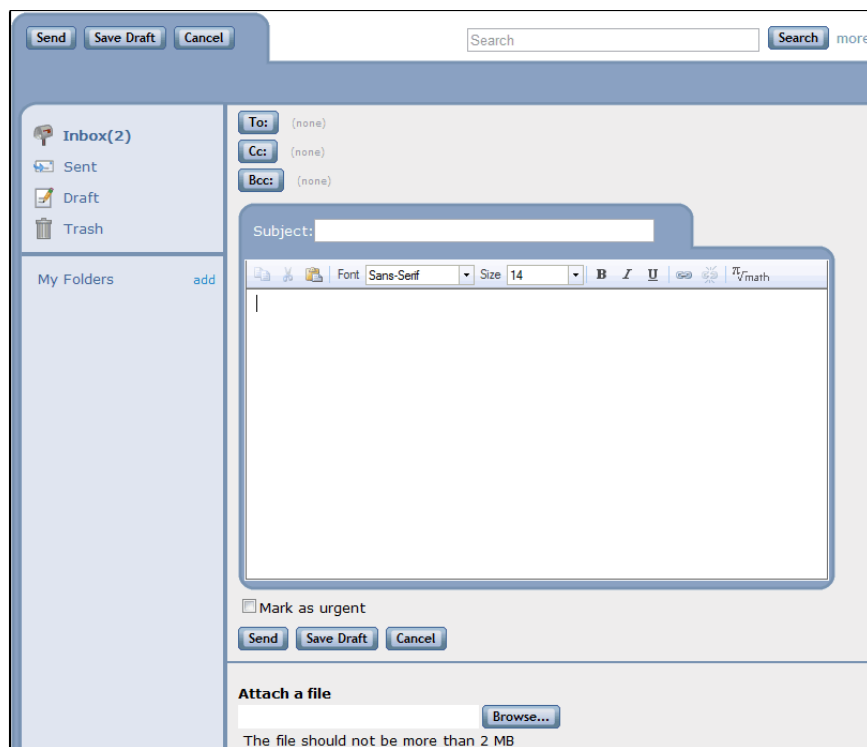 Send Save Draft Cancel Search Search more
Inbox(2)
Sent
Draft
Trash
My Folders add
To: (none)
Cc: (none)
Bcc: (none)
Subject:
Font Sans-Serif Size 14 B I U π√math
Mark as urgent
Send Save Draft Cancel
Attach a file
Browse...
The file should not be more than 2 MB